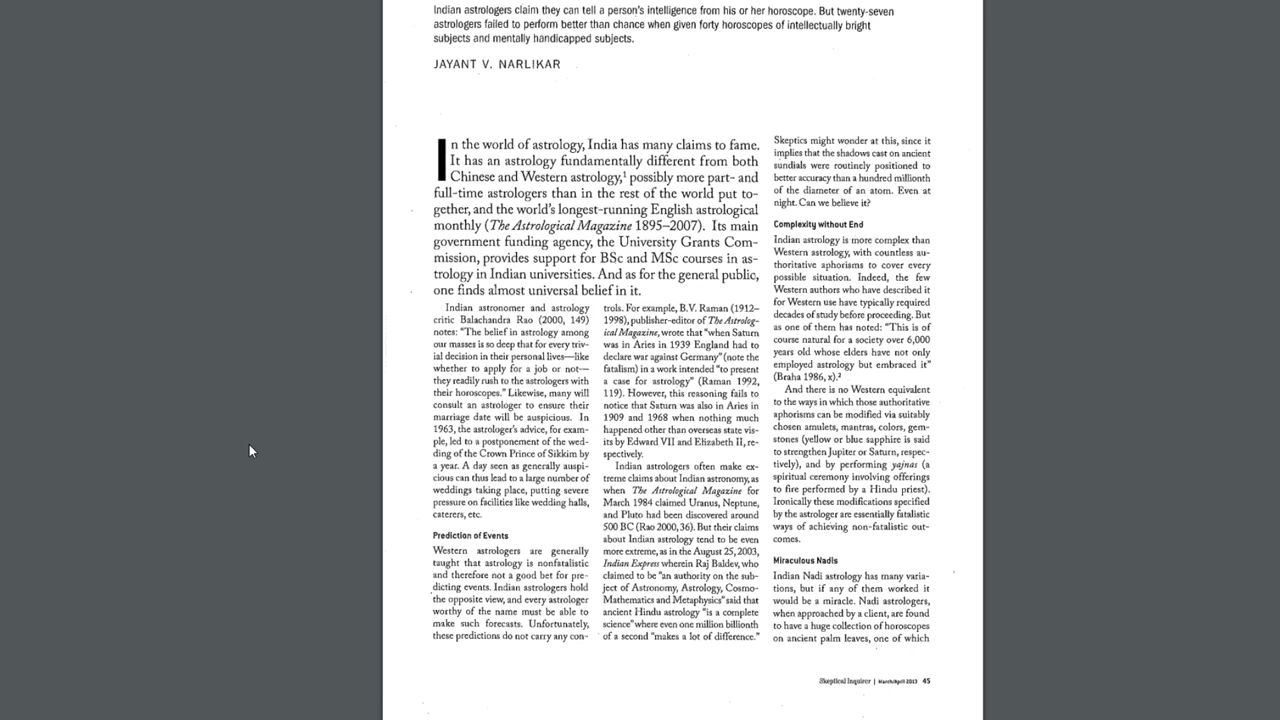 Indian astrologers claim they can tell a person's intelligence from his or her horoscope. But twenty-seven
astrologers failed to perform better than chance when given forty horoscopes of intellectually bright
subjects and mentally handicapped subjects.
JAYANT V. NARLIKAR
In the world of astrology, India has many claims to fame.
It has an astrology fundamentally different from both
Chinese and Western astrology,¹ possibly more part- and
full-time astrologers than in the rest of the world put to-
gether, and the world's longest-running English astrological
monthly (The Astrological Magazine 1895–2007). Its main
government funding agency, the University Grants Com-
mission, provides support for BSc and MSc courses in as-
trology in Indian universities. And as for the general public,
one finds almost universal belief in it.
Indian astronomer and astrology
critic Balachandra Rao (2000, 149)
notes: "The belief in astrology among
our masses is so deep that for every triv-
ial decision in their personal lives—like
whether to apply for a job or not—
they readily rush to the astrologers with
their horoscopes." Likewise, many will
consult an astrologer to ensure their
marriage date will be auspicious. In
1963, the astrologer's advice, for exam-
ple, led to a postponement of the wed-
ding of the Crown Prince of Sikkim by
a year. A day seen as generally auspi-
cious can thus lead to a large number of
weddings taking place, putting severe
pressure on facilities like wedding halls,
caterers, etc.
Prediction of Events
Western astrologers are generally
taught that astrology is nonfatalistic
and therefore not a good bet for pre-
dicting events. Indian astrologers hold
the opposite view, and every astrologer
worthy of the name must be able to
make such forecasts. Unfortunately,
these predictions do not carry any con-
trols. For example, B.V. Raman (1912–
1998), publisher-editor of The Astrolog-
ical Magazine, wrote that "when Saturn
was in Aries in 1939 England had to
declare war against Germany" (note the
fatalism) in a work intended "to present
a case for astrology" (Raman 1992,
119). However, this reasoning fails to
notice that Saturn was also in Aries in
1909 and 1968 when nothing much
happened other than overseas state vis-
its by Edward VII and Elizabeth II, re-
spectively.
Indian astrologers often make ex-
treme claims about Indian astronomy, as
when The Astrological Magazine for
March 1984 claimed Uranus, Neptune,
and Pluto had been discovered around
500 BC (Rao 2000, 36). But their claims
about Indian astrology tend to be even
more extreme, as in the August 25, 2003,
Indian Express wherein Raj Baldev, who
claimed to be "an authority on the sub-
ject of Astronomy, Astrology, Cosmo-
Mathematics and Metaphysics" said that
ancient Hindu astrology "is a complete
science" where even one million billionth
of a second "makes a lot of difference."
Skeptics might wonder at this, since it
implies that the shadows cast on ancient
sundials were routinely positioned to
better accuracy than a hundred millionth
of the diameter of an atom. Even at
night. Can we believe it?
Complexity without End
Indian astrology is more complex than
Western astrology, with countless au-
thoritative aphorisms to cover every
possible situation. Indeed, the few
Western authors who have described it
for Western use have typically required
decades of study before proceeding. But
as one of them has noted: "This is of
course natural for a society over 6,000
years old whose elders have not only
employed astrology but embraced it"
(Braha 1986, x).²
And there is no Western equivalent
to the ways in which those authoritative
aphorisms can be modified via suitably
chosen amulets, mantras, colors, gem-
stones (yellow or blue sapphire is said
to strengthen Jupiter or Saturn, respec-
tively), and by performing yajnas (a
spiritual ceremony involving offerings
to fire performed by a Hindu priest).
Ironically these modifications specified
by the astrologer are essentially fatalistic
ways of achieving non-fatalistic out-
comes.
Miraculous Nadis
Indian Nadi astrology has many varia-
tions, but if any of them worked it
would be a miracle. Nadi astrologers,
when approached by a client, are found
to have a huge collection of horoscopes
on ancient palm leaves, one of which
Skeptical Inquirer | March/April 2013 45